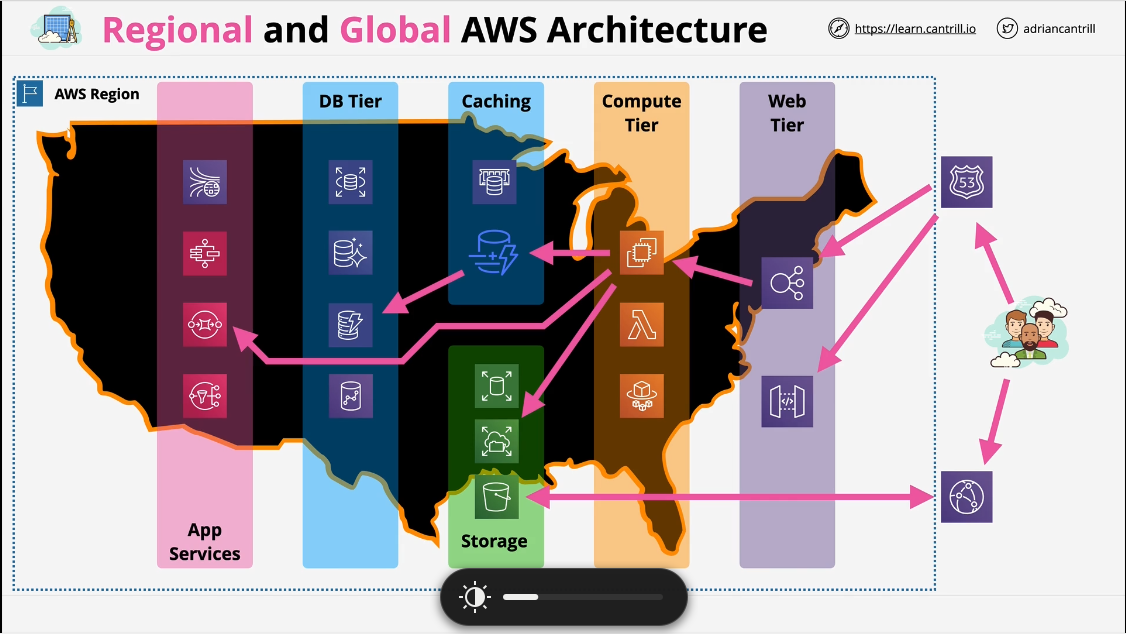 Regional and Global AWS Architecture
https://learn.cantrill.io
adriancantrill
AWS Region
DB Tier
Caching
Compute
Tier
Web
Tier
53
App
Services
Storage